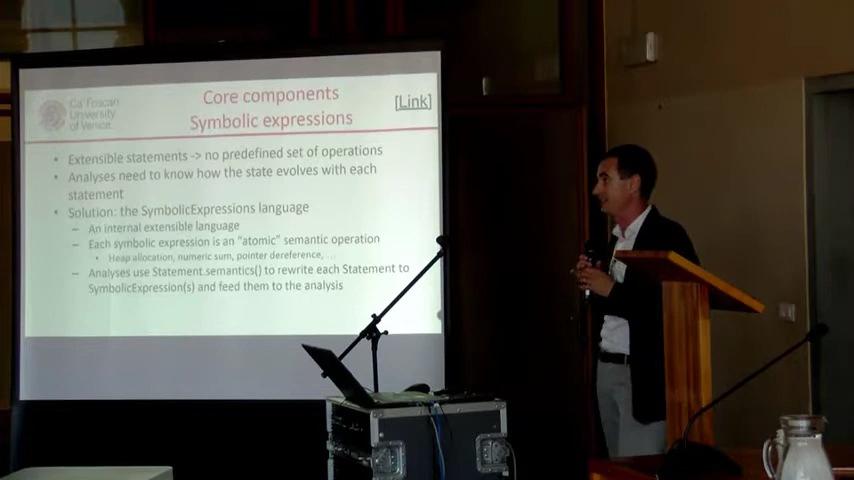 Ca' Foscari
University
of Venice
Core components
Symbolic expressions
[Link]
• Extensible statements -> no predefined set of operations
• Analyses need to know how the state evolves with each
statement
• Solution: the SymbolicExpressions language
– An internal extensible language
– Each symbolic expression is an “atomic” semantic operation
• Heap allocation, numeric sum, pointer dereference, …
– Analyses use Statement.semantics() to rewrite each Statement to
SymbolicExpression(s) and feed them to the analysis